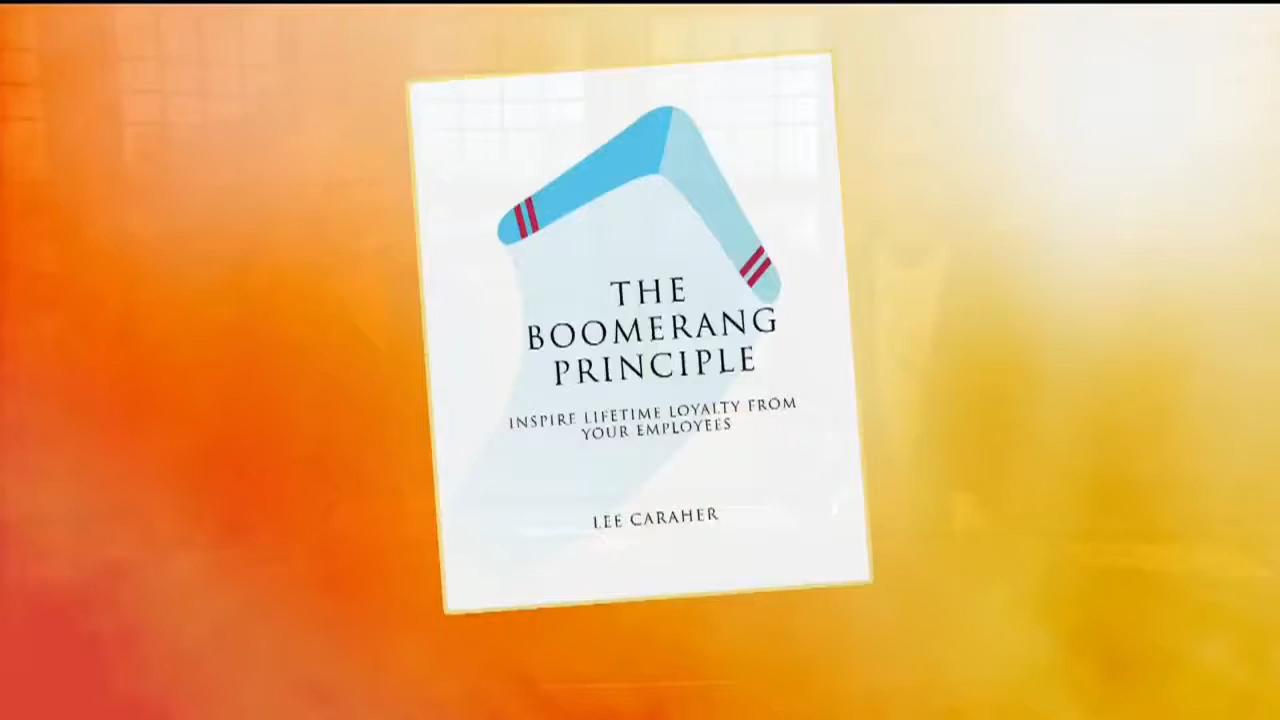 THE
BOOMERANG
PRINCIPLE
INSPIRE LIFETIME LOYALTY FROM
YOUR EMPLOYEES
LEE CARAHER